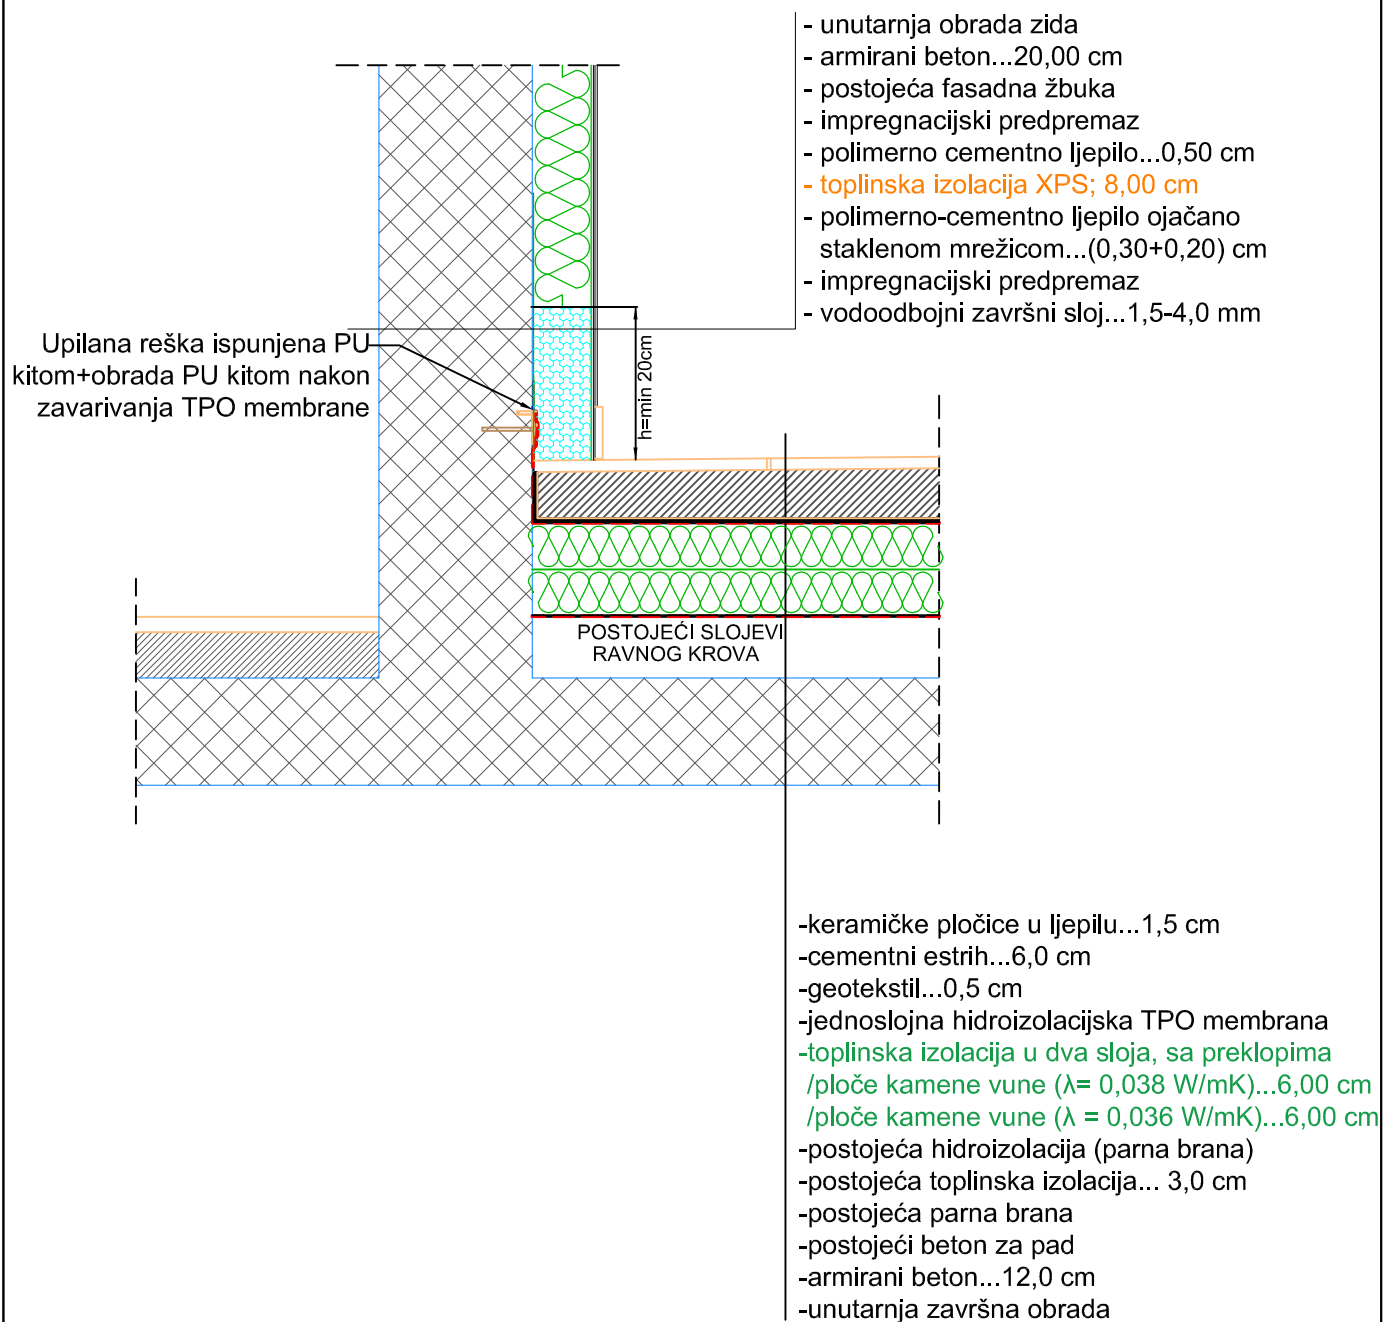 - unutarnja obrada zida
- armirani beton...20,00 cm
- postojeća fasadna žbuka
- impregnacijski predpremaz
- polimerno cementno ljepilo...0,50 cm
- toplinska izolacija XPS; 8,00 cm
- polimerno-cementno ljepilo ojačano
staklenom mrežicom...(0,30+0,20) cm
- impregnacijski predpremaz
- vodoodbojni završni sloj...1,5-4,0 mm
Upilana reška ispunjena PU
kitom+obrada PU kitom nakon
zavarivanja TPO membrane
h=min 20cm
POSTOJEĆI SLOJEVI
RAVNOG KROVA
-keramičke pločice u ljepilu...1,5 cm
-cementni estrih...6,0 cm
-geotekstil...0,5 cm
-jednoslojna hidroizolacijska TPO membrana
-toplinska izolacija u dva sloja, sa preklopima
/ploče kamene vune (λ= 0,038 W/mK)...6,00 cm
/ploče kamene vune (λ = 0,036 W/mK)...6,00 cm
-postojeća hidroizolacija (parna brana)
-postojeća toplinska izolacija... 3,0 cm
-postojeća parna brana
-postojeći beton za pad
-armirani beton...12,0 cm
-unutarnja završna obrada